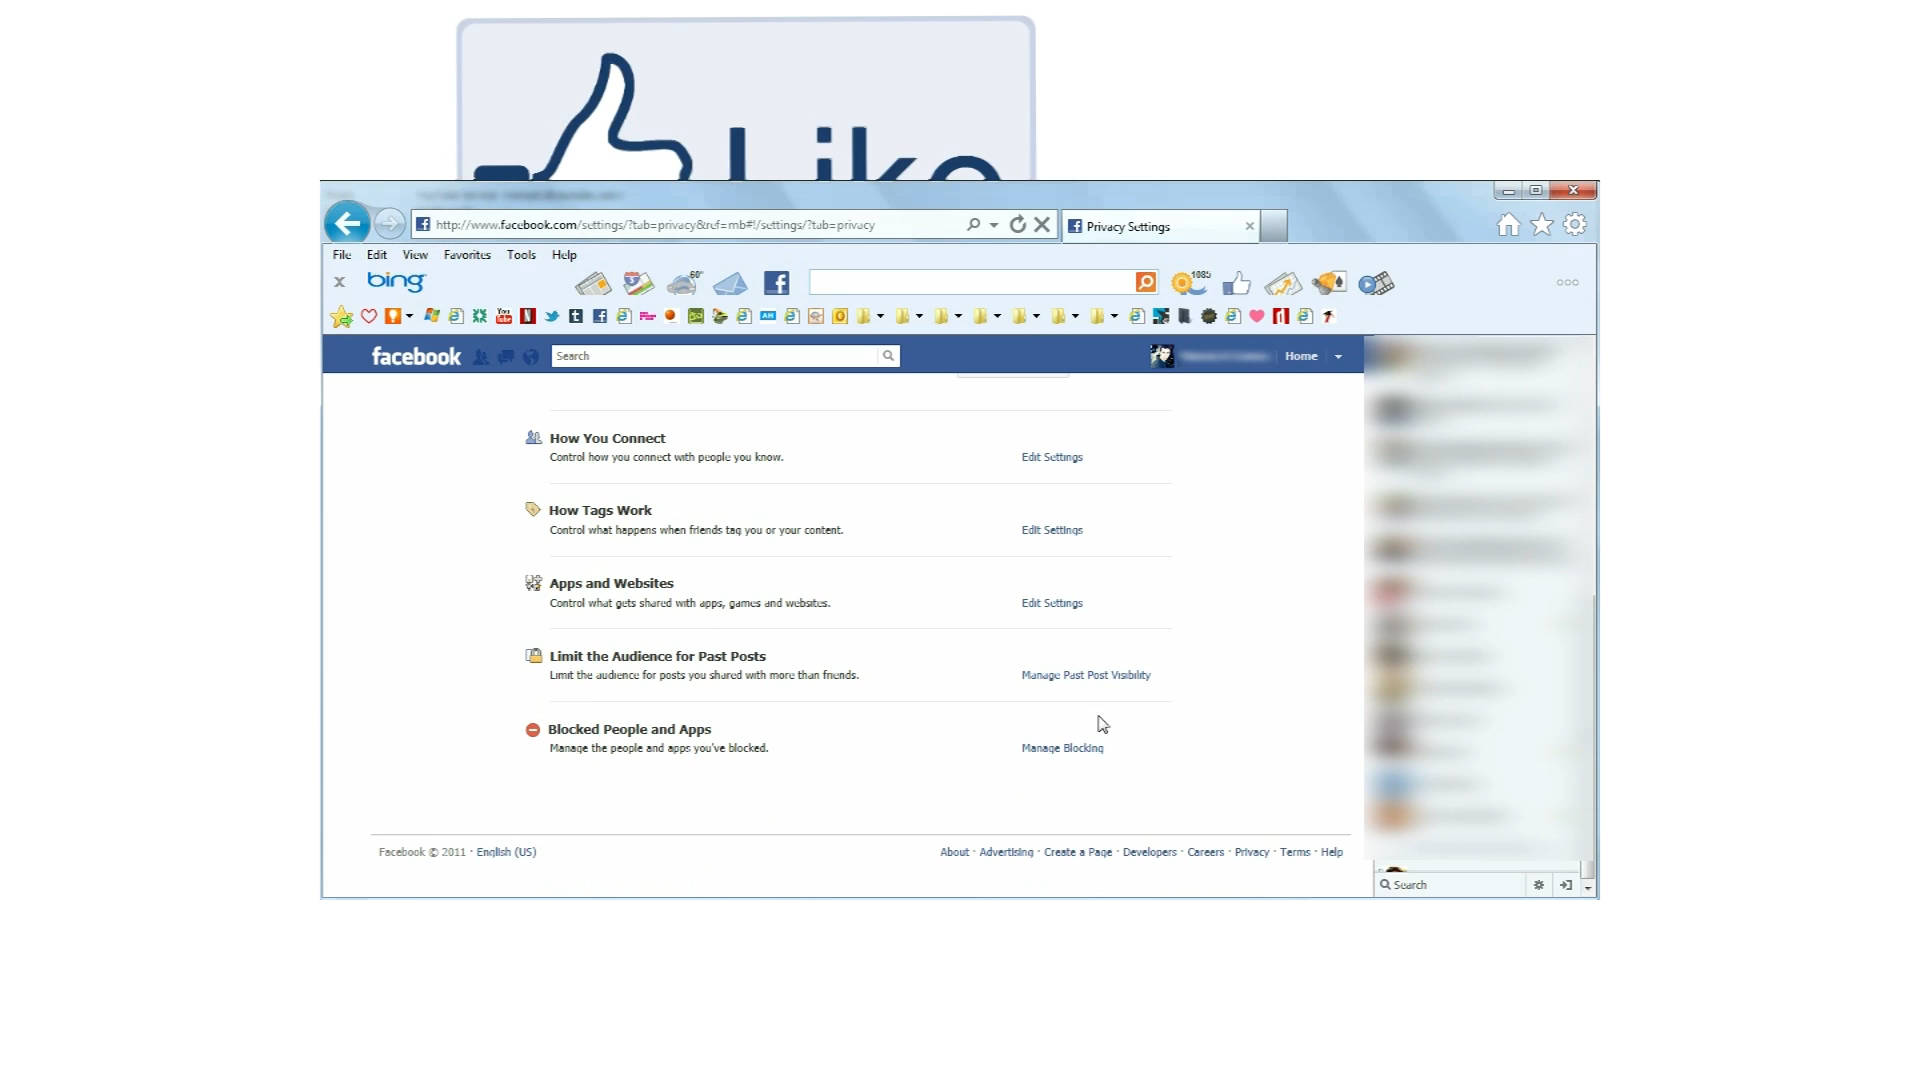 Like
http://www.facebook.com/settings/?tab=privacy&ref=mb#!/settings/?tab=privacy
Privacy Settings
File Edit View Favorites Tools Help
bing
60°
1085
You Tube
AH
facebook
Search
Home
How You Connect
Control how you connect with people you know.
Edit Settings
How Tags Work
Control what happens when friends tag you or your content.
Edit Settings
Apps and Websites
Control what gets shared with apps, games and websites.
Edit Settings
Limit the Audience for Past Posts
Limit the audience for posts you shared with more than friends.
Manage Past Post Visibility
Blocked People and Apps
Manage the people and apps you've blocked.
Manage Blocking
Facebook © 2011 · English (US)
About · Advertising · Create a Page · Developers · Careers · Privacy · Terms · Help
Search